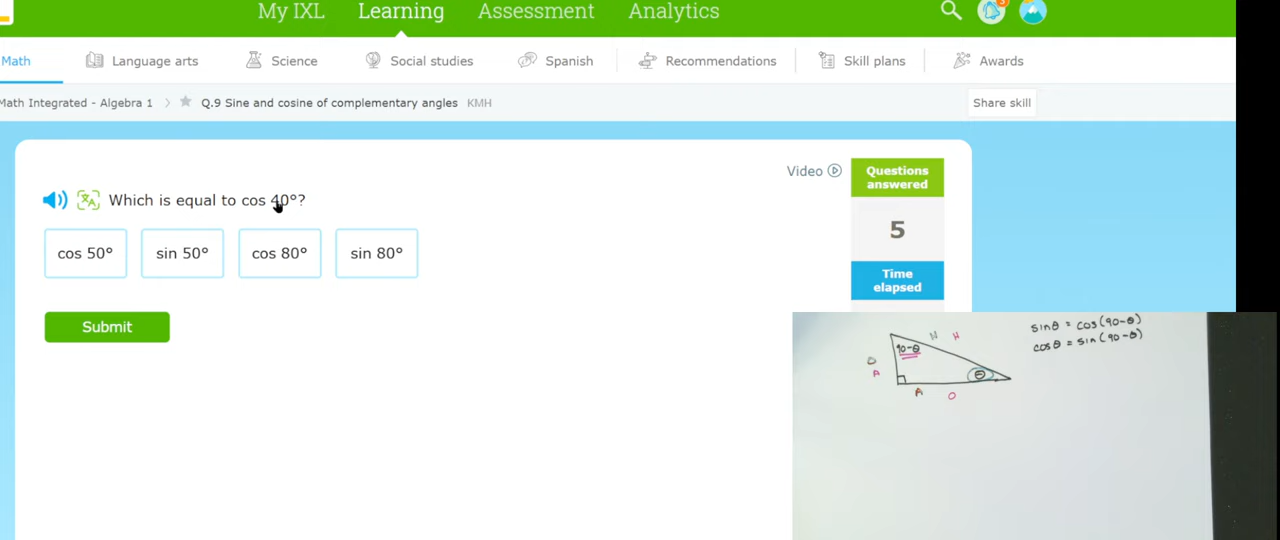 My IXL Learning Assessment Analytics
Math Language arts Science Social studies Spanish Recommendations Skill plans Awards
Math Integrated - Algebra 1 Q.9 Sine and cosine of complementary angles KMH Share skill
Video
Which is equal to cos 40°?
cos 50° sin 50° cos 80° sin 80°
Submit
Questions
answered
5
Time
elapsed
sinθ = cos(90-θ)
cosθ = sin(90-θ)
90-θ
H
O
A
θ
A
O